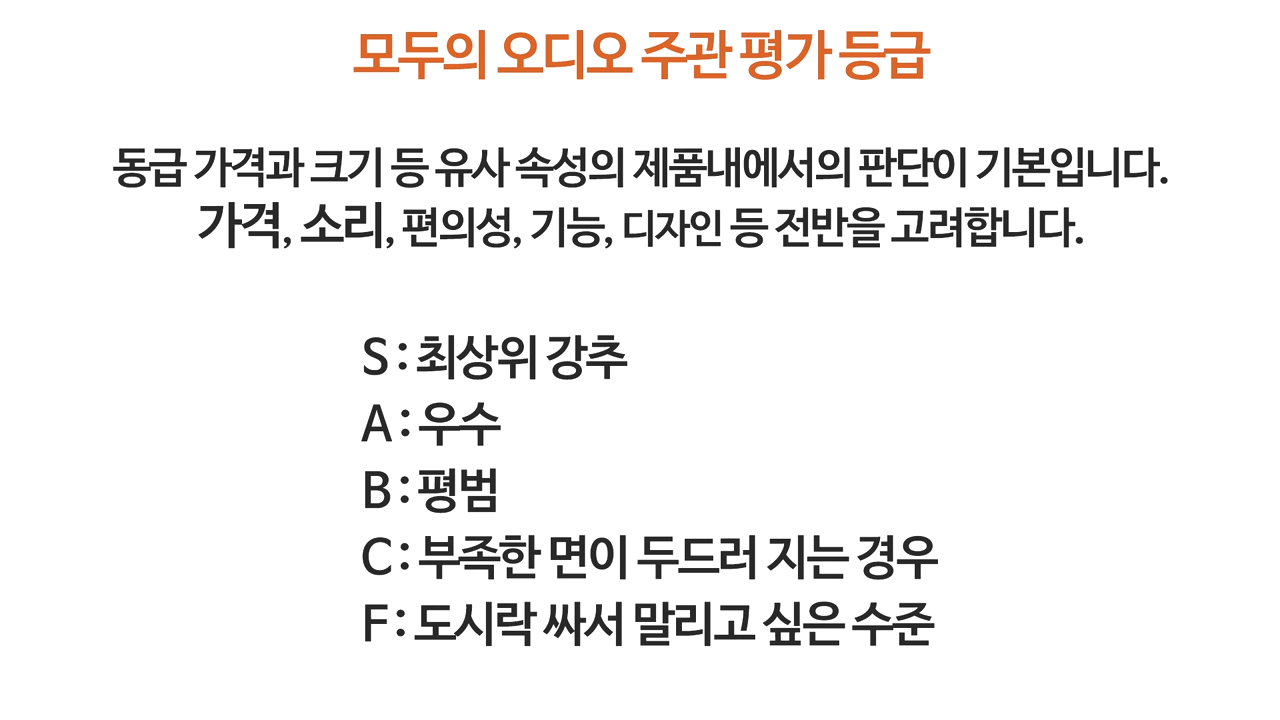 모두의 오디오 주관 평가 등급
동급 가격과 크기 등 유사 속성의 제품내에서의 판단이 기본입니다.
가격, 소리, 편의성, 기능, 디자인 등 전반을 고려합니다.
S : 최상위 강추
A : 우수
B : 평범
C : 부족한 면이 두드러 지는 경우
F : 도시락 싸서 말리고 싶은 수준